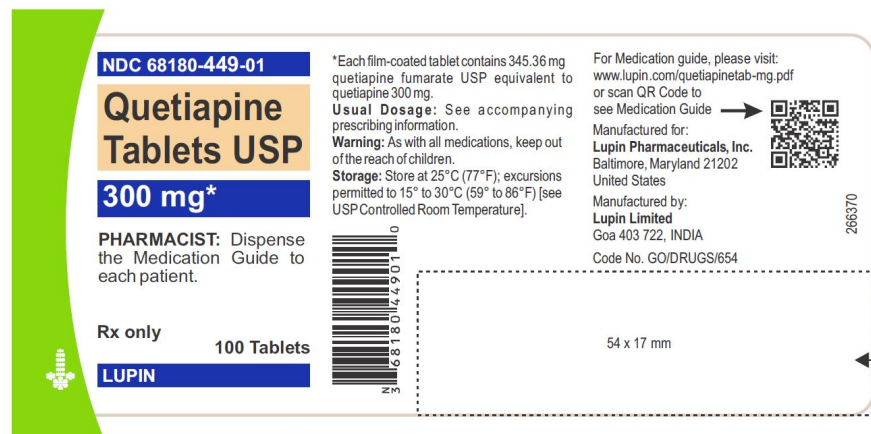 NDC 68180-449-01
Quetiapine
Tablets USP
300 mg*
PHARMACIST: Dispense
the Medication Guide to
each patient.
Rx only
100 Tablets
LUPIN
*Each film-coated tablet contains 345.36 mg
quetiapine fumarate USP equivalent to
quetiapine 300 mg.
Usual Dosage: See accompanying
prescribing information.
Warning: As with all medications, keep out
of the reach of children.
Storage: Store at 25°C (77°F); excursions
permitted to 15° to 30°C (59° to 86°F) [see
USP Controlled Room Temperature].
N
3 68180 44901 0
For Medication guide, please visit:
www.lupin.com/quetiapinetab-mg.pdf
or scan QR Code to
see Medication Guide
Manufactured for:
Lupin Pharmaceuticals, Inc.
Baltimore, Maryland 21202
United States
Manufactured by:
Lupin Limited
Goa 403 722, INDIA
Code No. GO/DRUGS/654
266370
54 x 17 mm